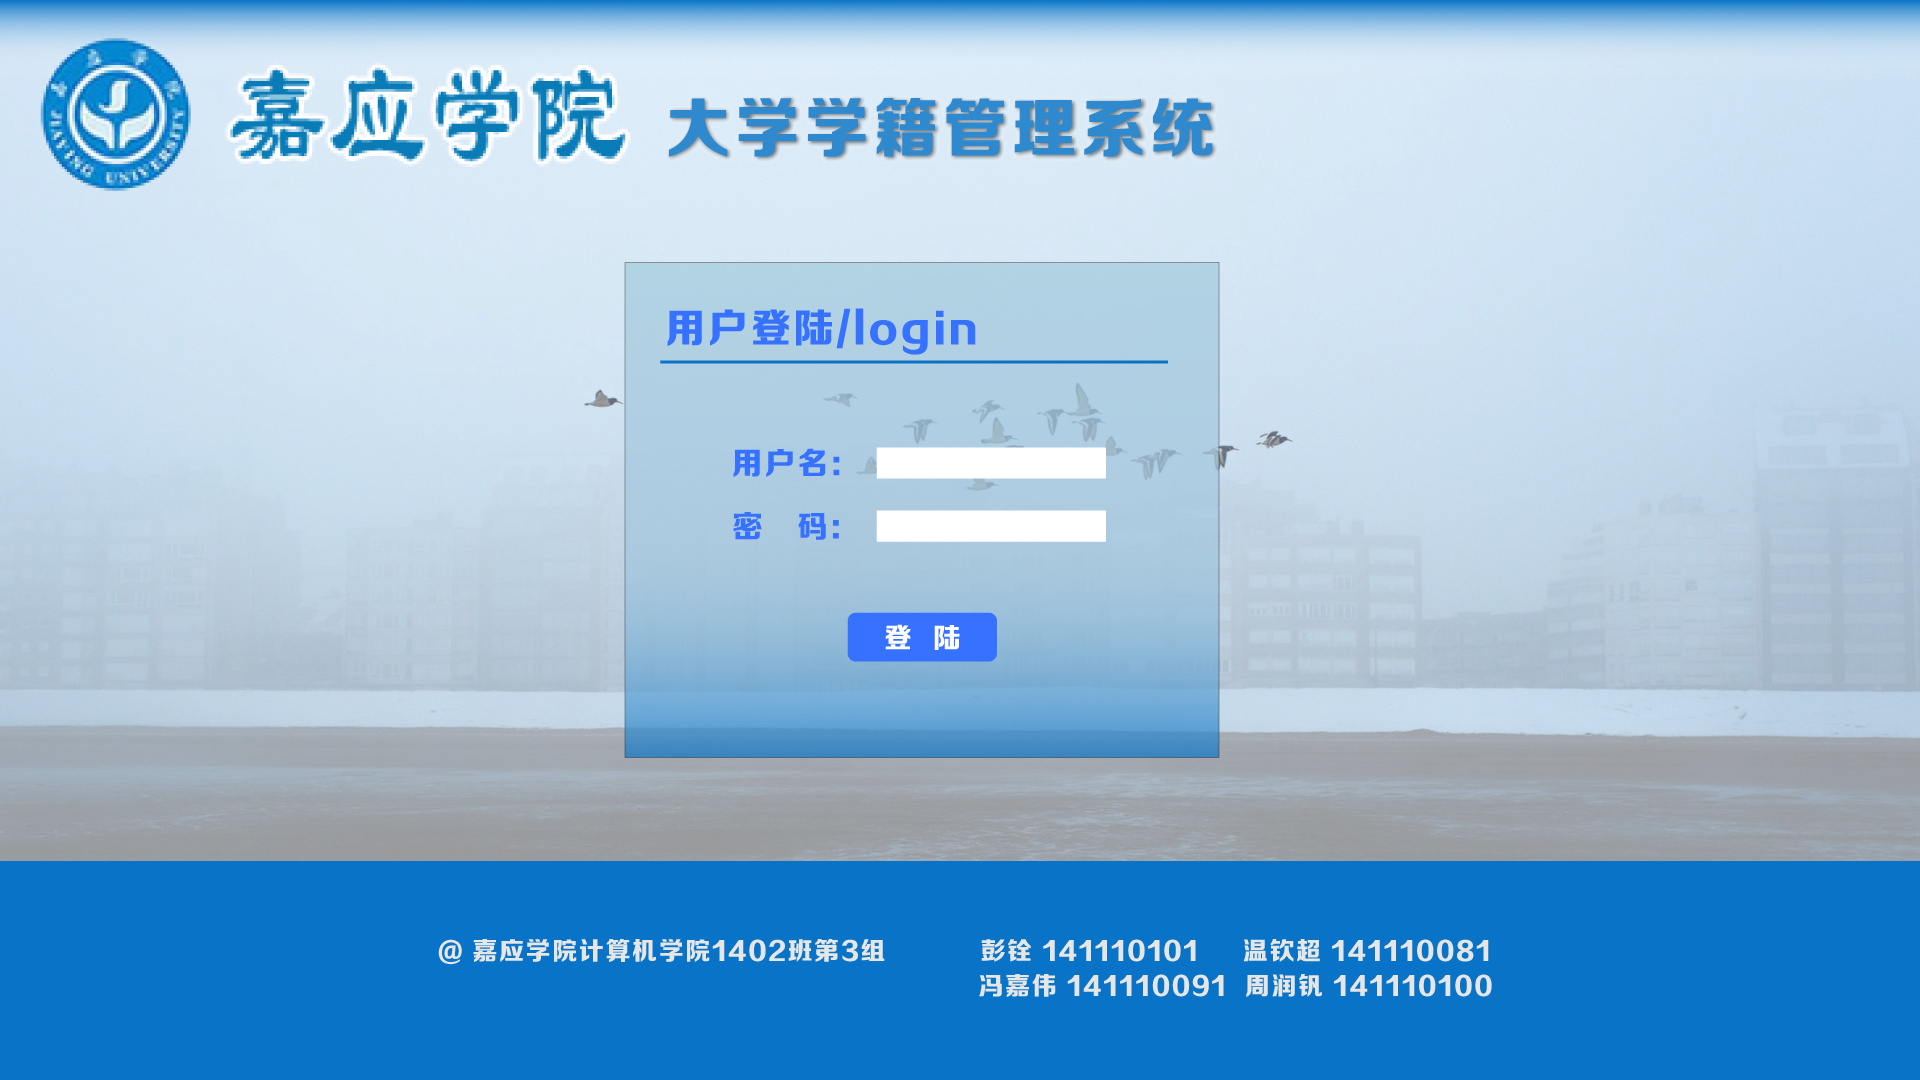 嘉应学院
JIAYING UNIVERSITY
嘉应学院 大学学籍管理系统
用户登陆/login
用户名:
密 码:
登 陆
@ 嘉应学院计算机学院1402班第3组 彭铨 141110101 温钦超 141110081
冯嘉伟 141110091 周润钒 141110100